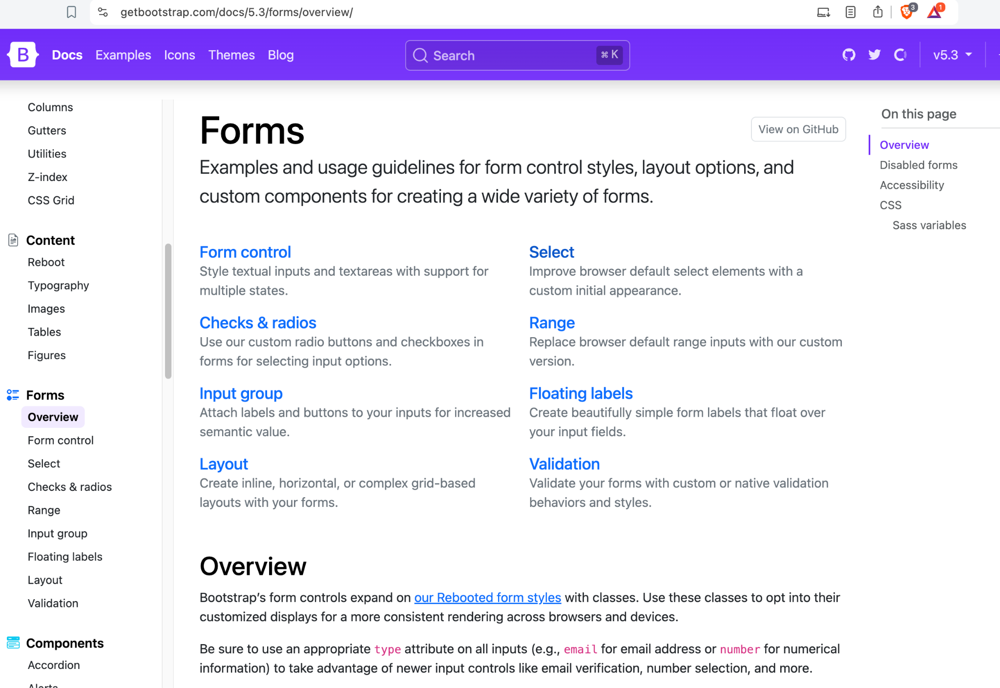 getbootstrap.com/docs/5.3/forms/overview/
3
1
B
Docs
Examples
Icons
Themes
Blog
Search
⌘ K
v5.3
Columns
Gutters
Utilities
Z-index
CSS Grid
Content
Reboot
Typography
Images
Tables
Figures
Forms
Overview
Form control
Select
Checks & radios
Range
Input group
Floating labels
Layout
Validation
Components
Accordion
Alerts
Forms
View on GitHub
Examples and usage guidelines for form control styles, layout options, and
custom components for creating a wide variety of forms.
Form control
Style textual inputs and textareas with support for
multiple states.
Select
Improve browser default select elements with a
custom initial appearance.
Checks & radios
Use our custom radio buttons and checkboxes in
forms for selecting input options.
Range
Replace browser default range inputs with our custom
version.
Input group
Attach labels and buttons to your inputs for increased
semantic value.
Floating labels
Create beautifully simple form labels that float over
your input fields.
Layout
Create inline, horizontal, or complex grid-based
layouts with your forms.
Validation
Validate your forms with custom or native validation
behaviors and styles.
Overview
Bootstrap’s form controls expand on our Rebooted form styles with classes. Use these classes to opt into their
customized displays for a more consistent rendering across browsers and devices.
Be sure to use an appropriate type attribute on all inputs (e.g., email for email address or number for numerical
information) to take advantage of newer input controls like email verification, number selection, and more.
On this page
Overview
Disabled forms
Accessibility
CSS
Sass variables